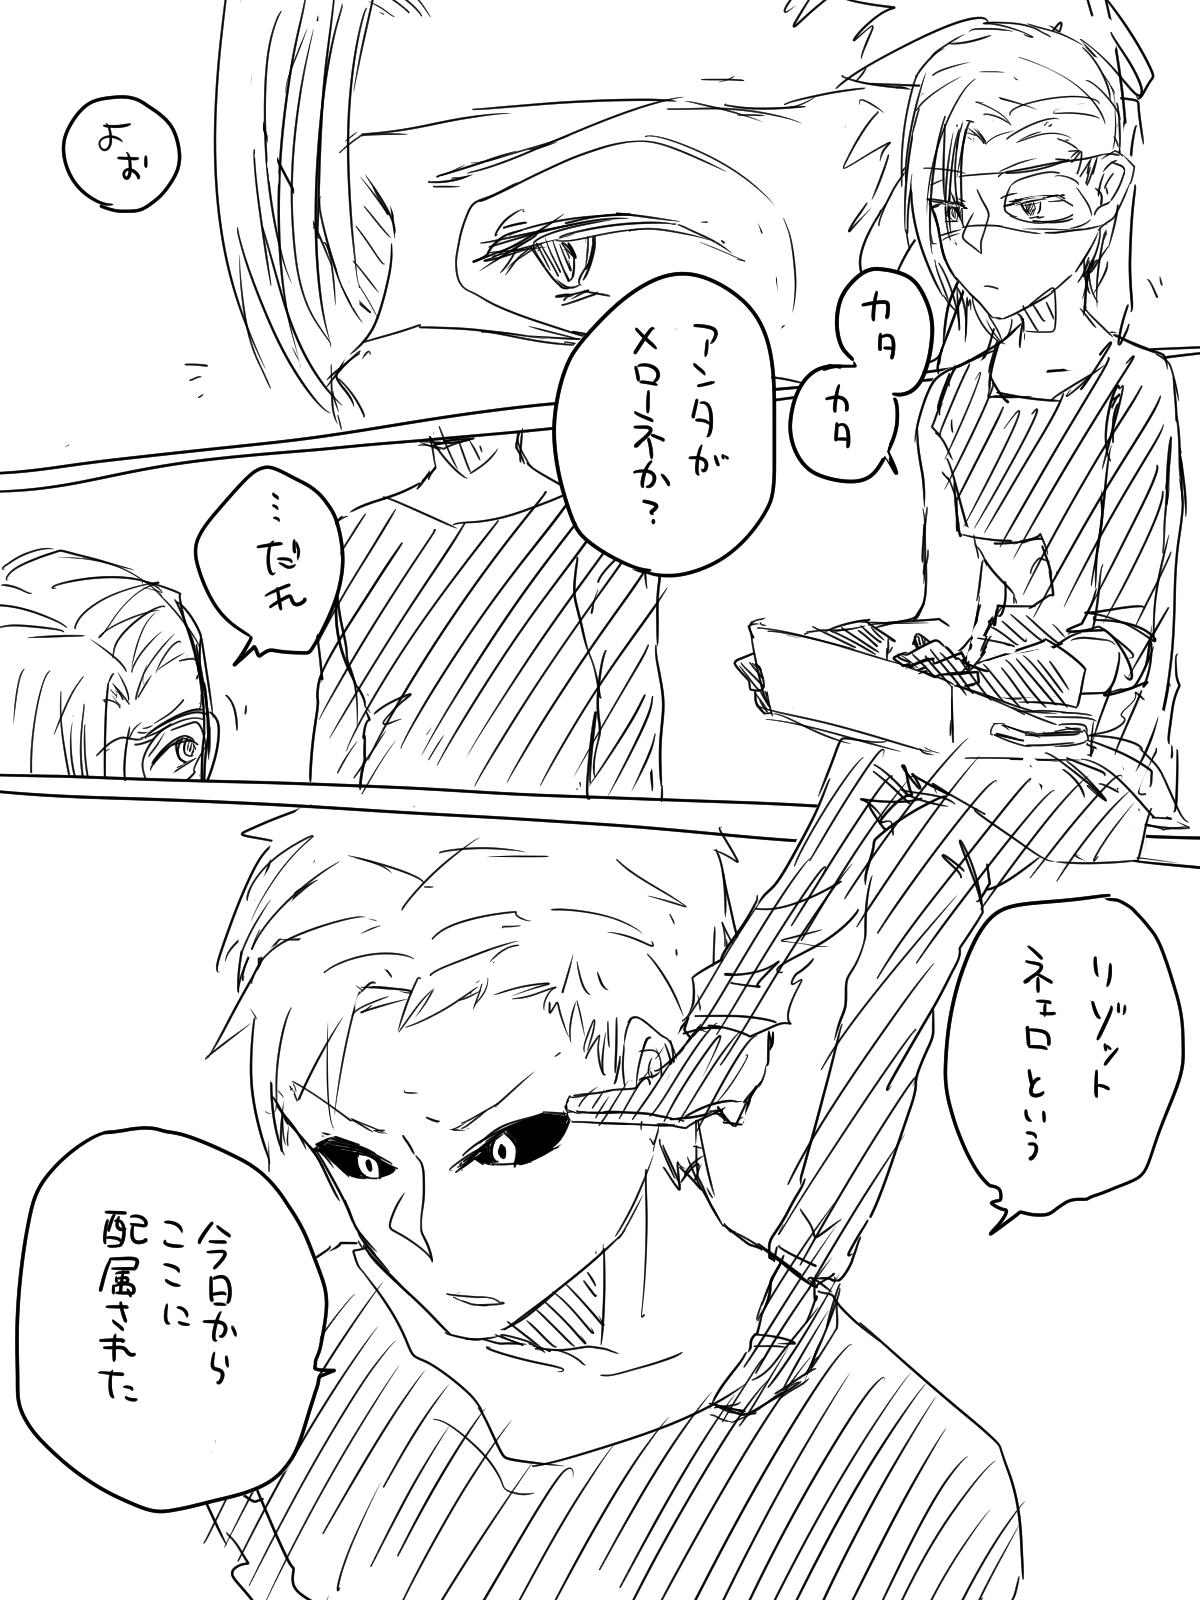 カタ
カタ
よお
アンタが
メローネか?
…だれ
リゾット
ネエロという
今日から
ここに
配属された